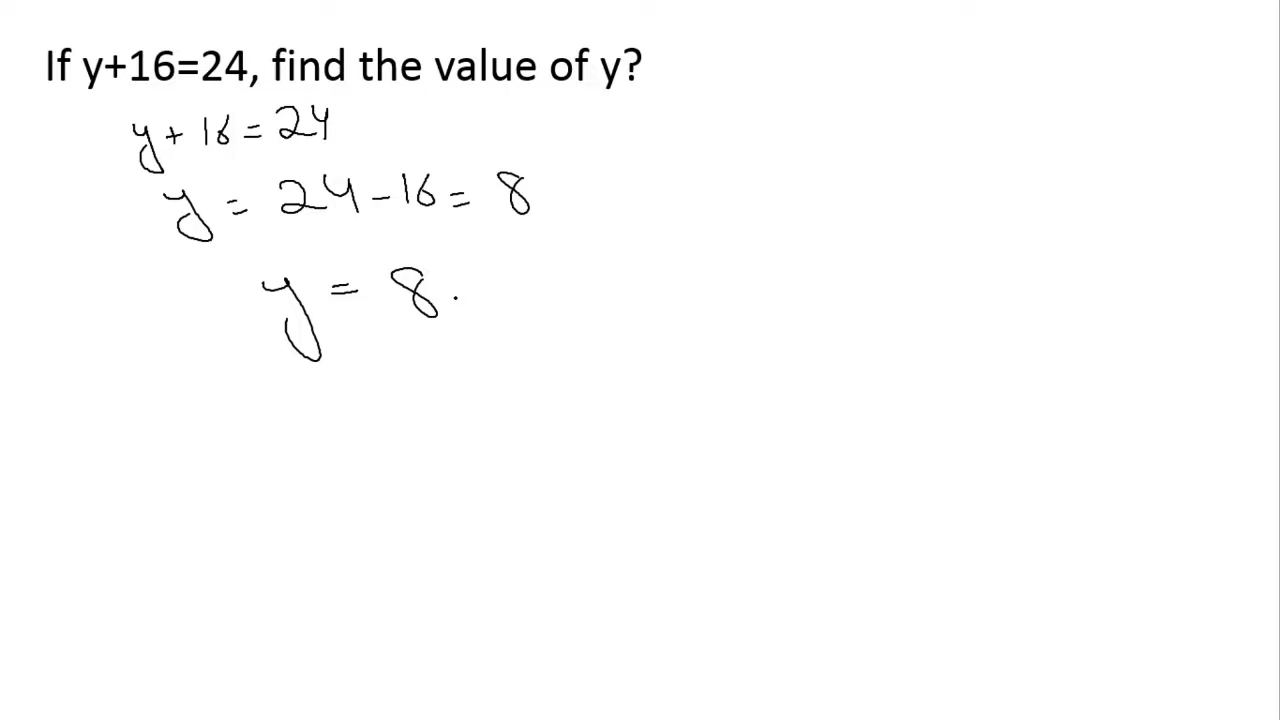 If y+16=24, find the value of y?
y + 16 = 24
y = 24 - 16 = 8
y = 8.